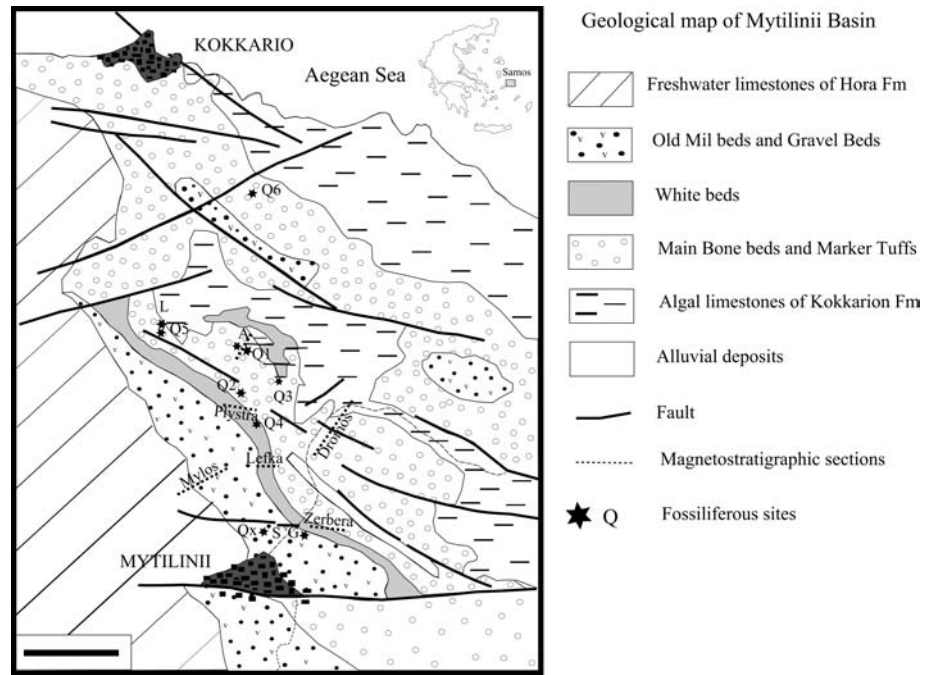 Geological map of Mytilinii Basin
KOKKARIO
Aegean Sea
Samos
Q6
L
Q5
A
Q1
Q2
Q3
Plystra
Q4
Dromos
Lefka
Mylos
Zerbera
Qx
S
G
MYTILINII
Freshwater limestones of Hora Fm
Old Mil beds and Gravel Beds
White beds
Main Bone beds and Marker Tuffs
Algal limestones of Kokkarion Fm
Alluvial deposits
Fault
Magnetostratigraphic sections
Q Fossiliferous sites